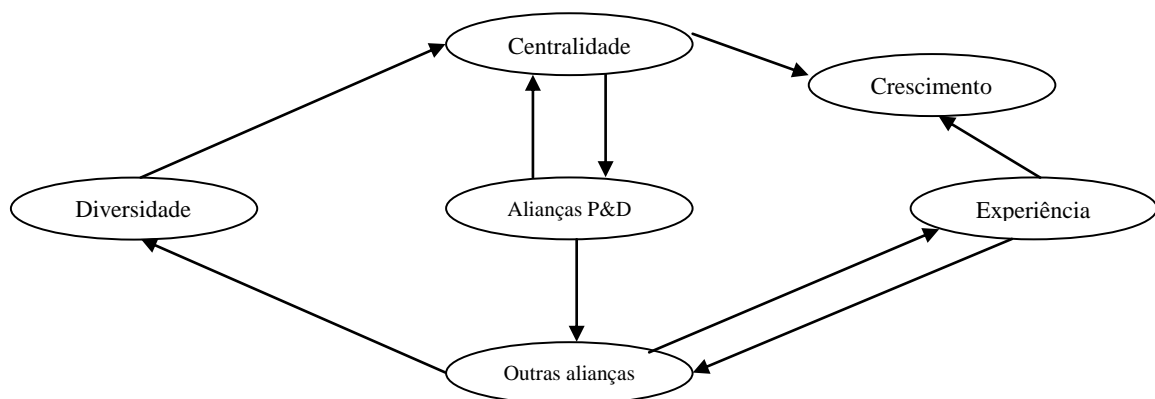 Centralidade
Crescimento
Diversidade
Alianças P&D
Experiência
Outras alianças